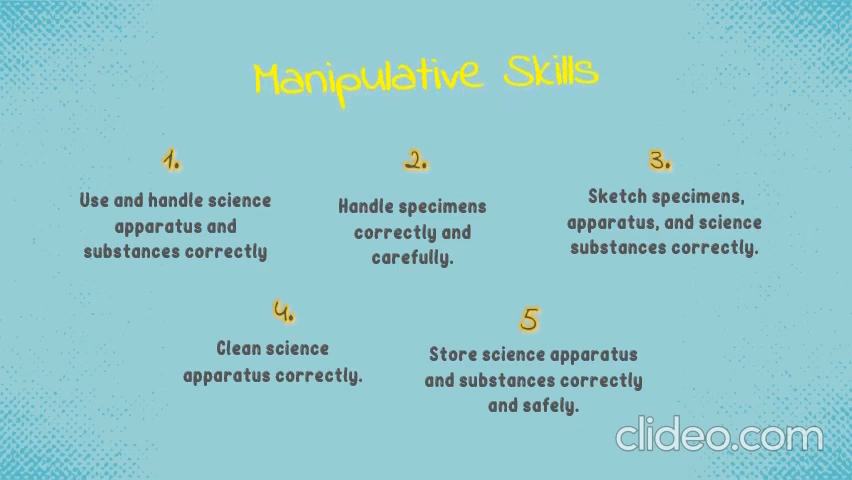 Manipulative Skills
1.
Use and handle science
apparatus and
substances correctly
2.
Handle specimens
correctly and
carefully.
3.
Sketch specimens,
apparatus, and science
substances correctly.
4.
Clean science
apparatus correctly.
5
Store science apparatus
and substances correctly
and safely.
clideo.com